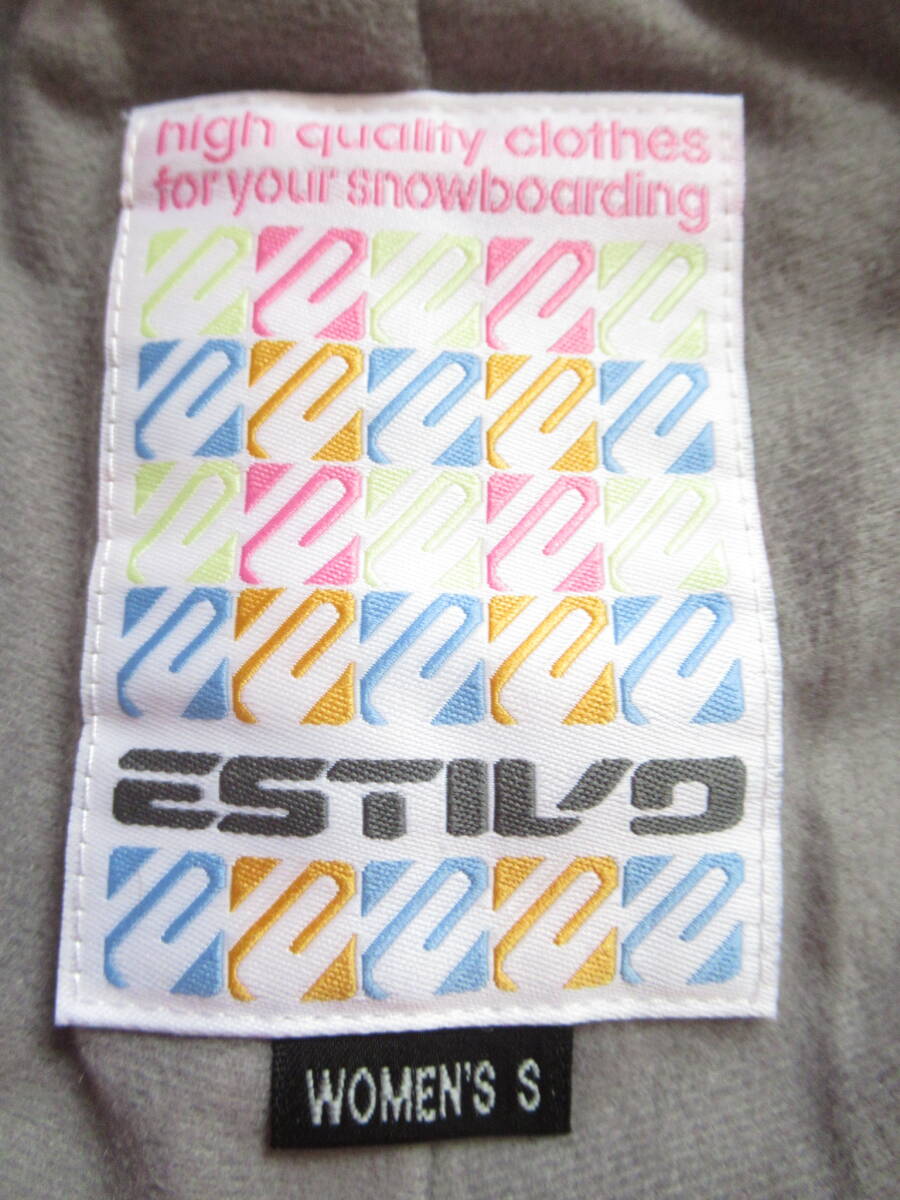 high quality clothes
for your snowboarding
ESTIVO
WOMEN'S S